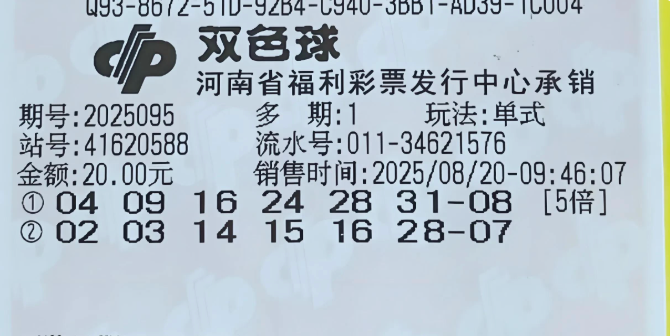 Q93-8672-51D-92B4-C940-3BB1-AD39-1C004
双色球
河南省福利彩票发行中心承销
期号:2025095 多 期:1 玩法:单式
站号:41620588 流水号:011-34621576
金额:20.00元 销售时间:2025/08/20-09:46:07
① 04 09 16 24 28 31-08 [5倍]
② 02 03 14 15 16 28-07